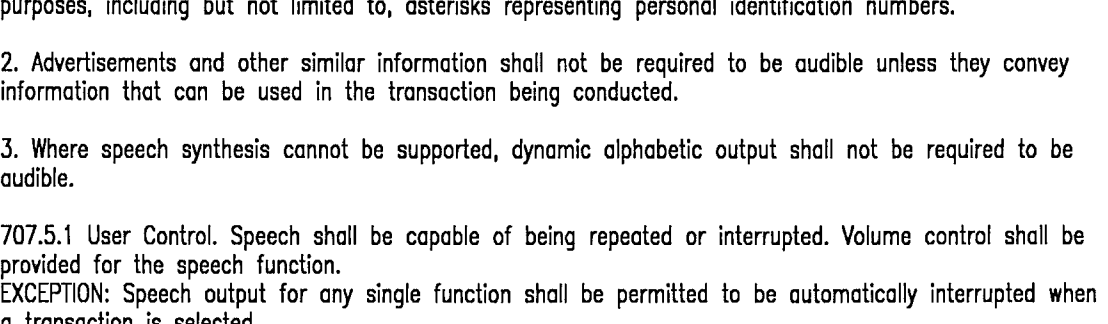 purposes, including but not limited to, asterisks representing personal identification numbers.
2. Advertisements and other similar information shall not be required to be audible unless they convey
information that can be used in the transaction being conducted.
3. Where speech synthesis cannot be supported, dynamic alphabetic output shall not be required to be
audible.
707.5.1 User Control. Speech shall be capable of being repeated or interrupted. Volume control shall be
provided for the speech function.
EXCEPTION: Speech output for any single function shall be permitted to be automatically interrupted when
a transaction is selected.